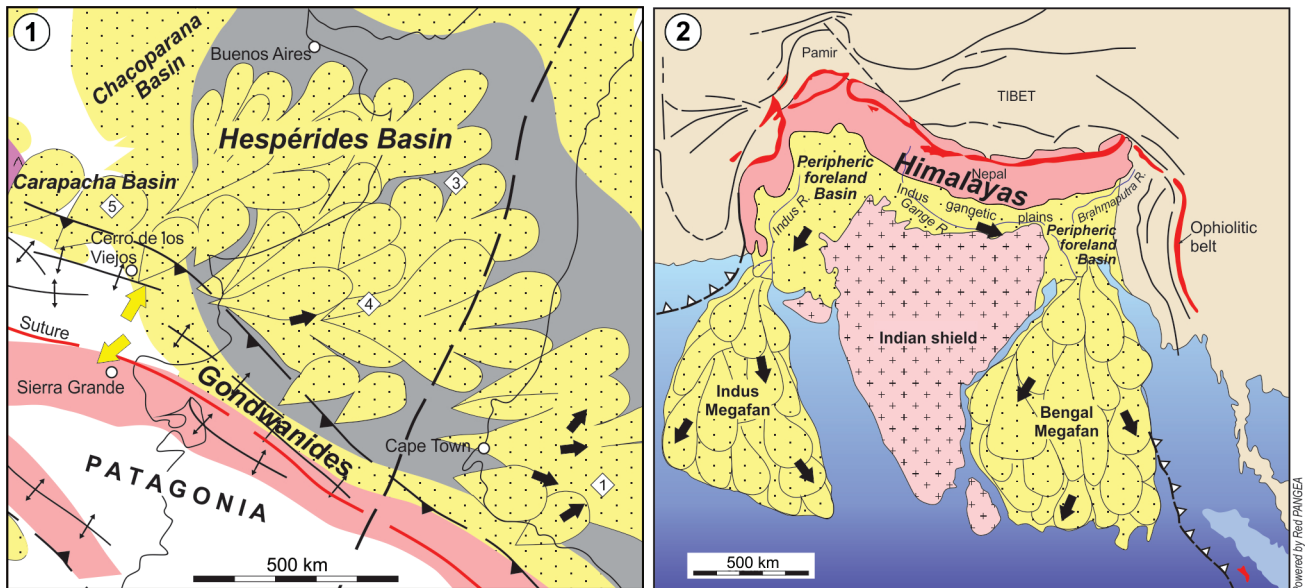 1
Chacoparana
Basin
Buenos Aires
Hespérides Basin
Carapacha Basin
3
5
Cerro de los
Viejos
4
Suture
Sierra Grande
Gondwanides
Cape Town
1
PATAGONIA
500 km
2
Pamir
TIBET
Peripheric
foreland
Basin
Himalayas
Nepal
Indus R.
Indus
gangetic
plains
Gange R.
Brahmaputra R.
Peripheric
foreland
Basin
Ophiolitic
belt
Indian shield
Indus
Megafan
Bengal
Megafan
500 km
owered by Red PANGEA